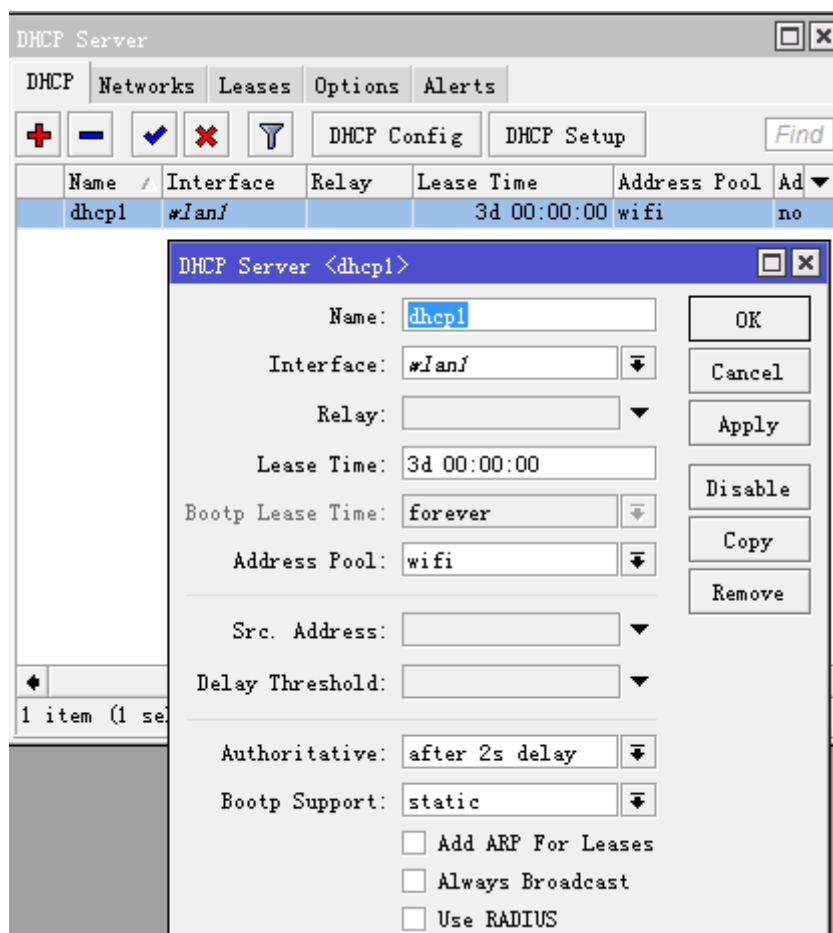 DHCP Server
DHCP Networks Leases Options Alerts
DHCP Config DHCP Setup Find
Name Interface Relay Lease Time Address Pool Ad
dhcp1 wlan1 3d 00:00:00 wifi no
DHCP Server <dhcp1>
Name: dhcp1 OK
Interface: wlan1 Cancel
Relay: Apply
Lease Time: 3d 00:00:00
Disable
Bootp Lease Time: forever
Copy
Address Pool: wifi
Remove
Src. Address:
Delay Threshold:
1 item (1 sel
Authoritative: after 2s delay
Bootp Support: static
Add ARP For Leases
Always Broadcast
Use RADIUS